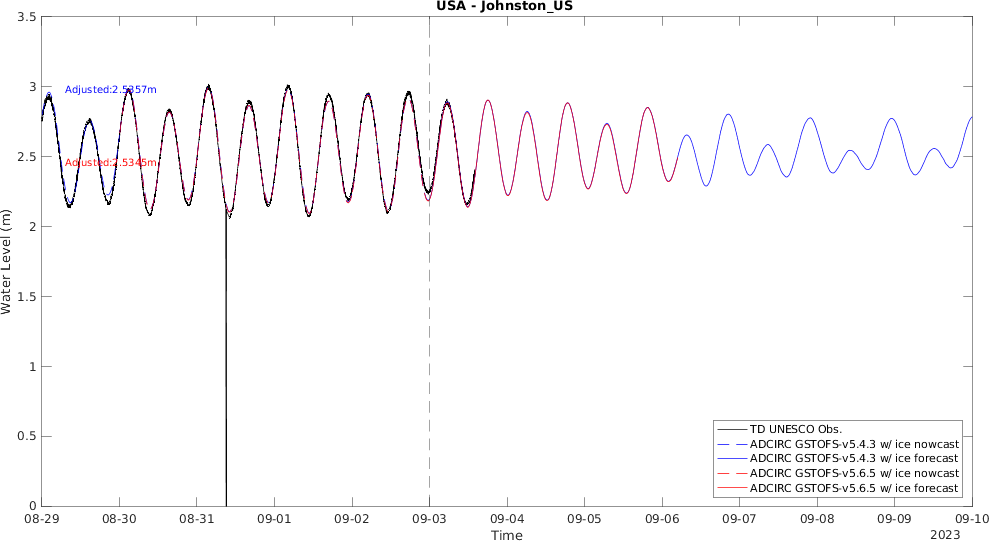 USA - Johnston_US
3.5
3
2.5
2
1.5
1
0.5
0
Water Level (m)
Adjusted:2.5357m
Adjusted:2.5345m
TD UNESCO Obs.
ADCIRC GSTOFS-v5.4.3 w/ ice nowcast
ADCIRC GSTOFS-v5.4.3 w/ ice forecast
ADCIRC GSTOFS-v5.6.5 w/ ice nowcast
ADCIRC GSTOFS-v5.6.5 w/ ice forecast
08-29 08-30 08-31 09-01 09-02 09-03 09-04 09-05 09-06 09-07 09-08 09-09 09-10
Time
2023